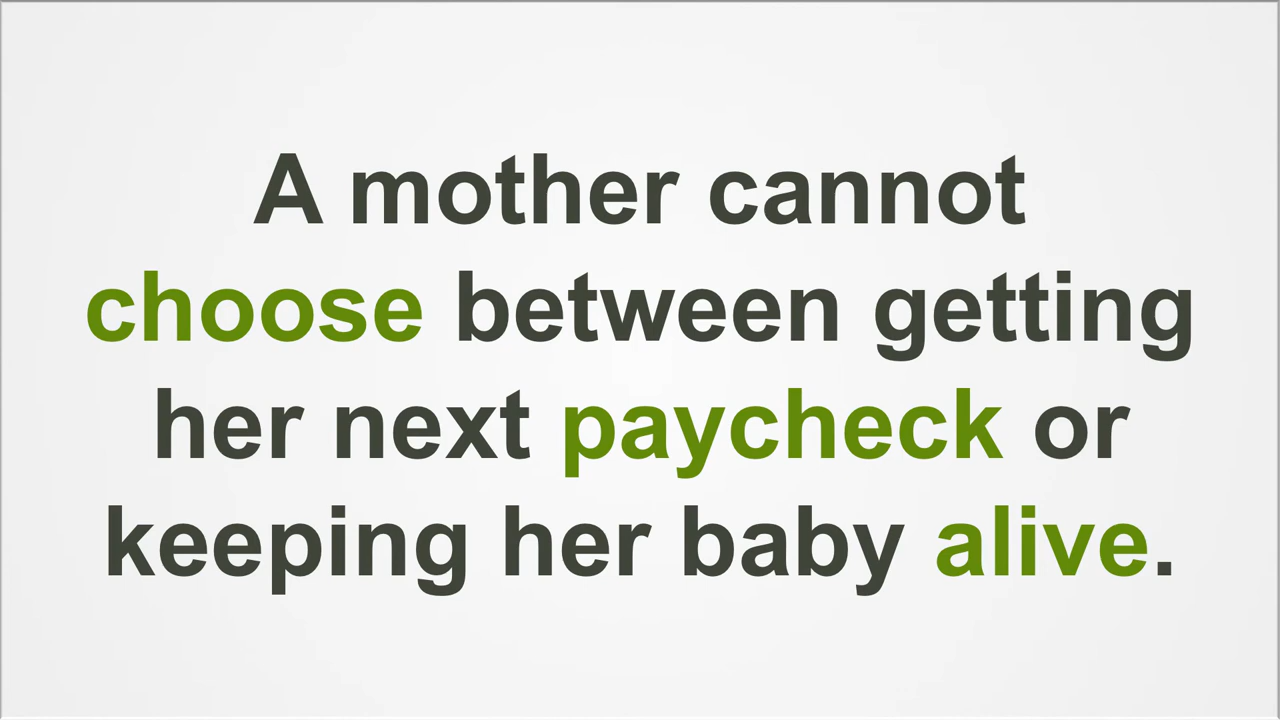 A mother cannot
choose between getting
her next paycheck or
keeping her baby alive.